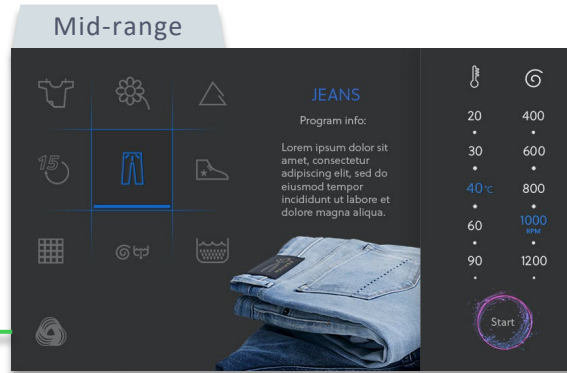 Mid-range
JEANS
Program info:
Lorem ipsum dolor sit
amet, consectetur
adipiscing elit, sed do
eiusmod tempor
incididunt ut labore et
dolore magna aliqua.
15
20 400
30 600
40°C 800
60 1000
RPM
90 1200
Start